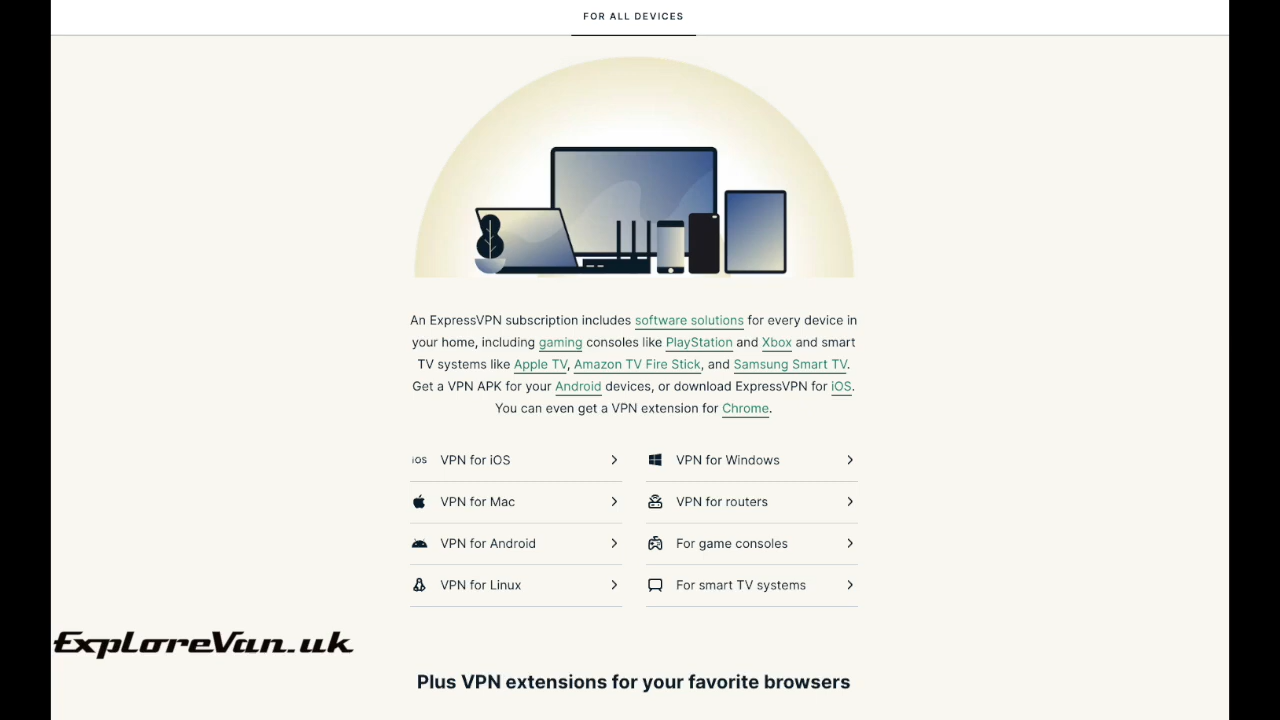 FOR ALL DEVICES
An ExpressVPN subscription includes software solutions for every device in
your home, including gaming consoles like PlayStation and Xbox and smart
TV systems like Apple TV, Amazon TV Fire Stick, and Samsung Smart TV.
Get a VPN APK for your Android devices, or download ExpressVPN for iOS.
You can even get a VPN extension for Chrome.
iOS VPN for iOS
VPN for Windows
VPN for Mac
VPN for routers
VPN for Android
For game consoles
VPN for Linux
For smart TV systems
ExploreVan.uk
Plus VPN extensions for your favorite browsers